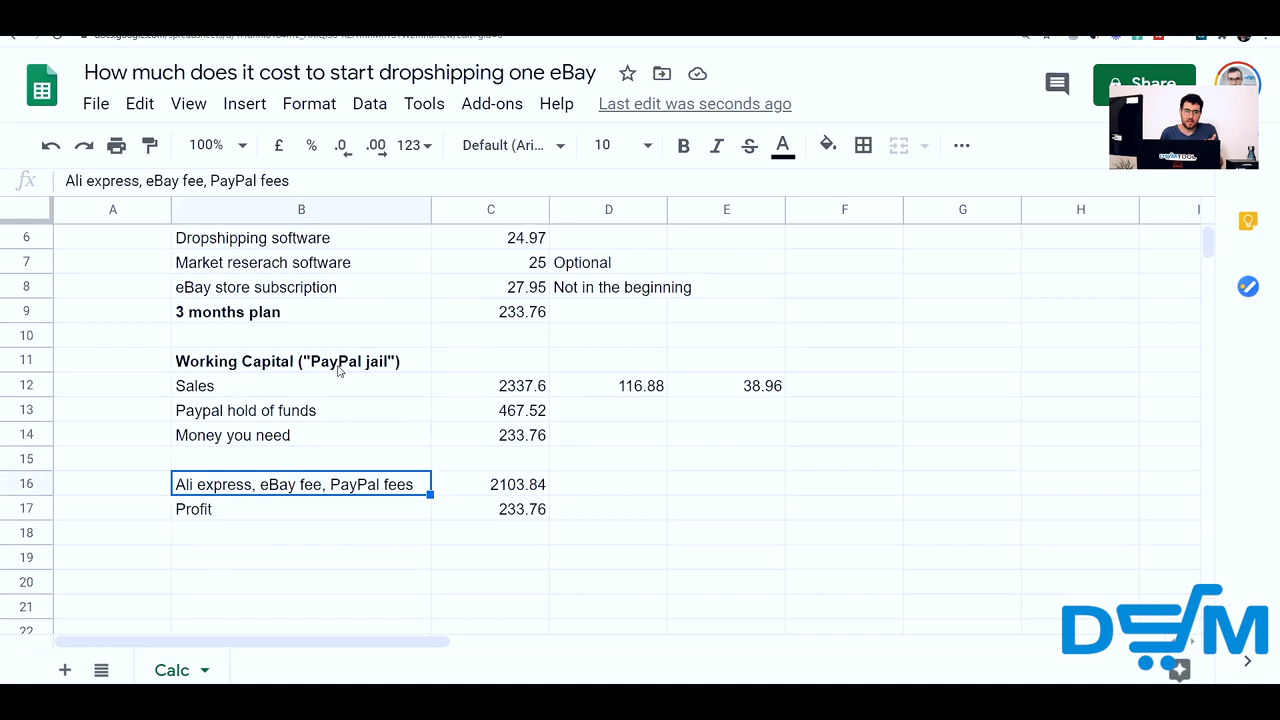 How much does it cost to start dropshipping one eBay
File Edit View Insert Format Data Tools Add-ons Help Last edit was seconds ago
Share
100% £ % .0 .00 123 Default (Ari... 10 B I S A
fx Ali express, eBay fee, PayPal fees
A B C D E F G H I
6 Dropshipping software 24.97
7 Market reserach software 25 Optional
8 eBay store subscription 27.95 Not in the beginning
9 3 months plan 233.76
10
11 Working Capital ("PayPal jail")
12 Sales 2337.6 116.88 38.96
13 Paypal hold of funds 467.52
14 Money you need 233.76
15
16 Ali express, eBay fee, PayPal fees 2103.84
17 Profit 233.76
18
19
20
21
22
DSM
Calc